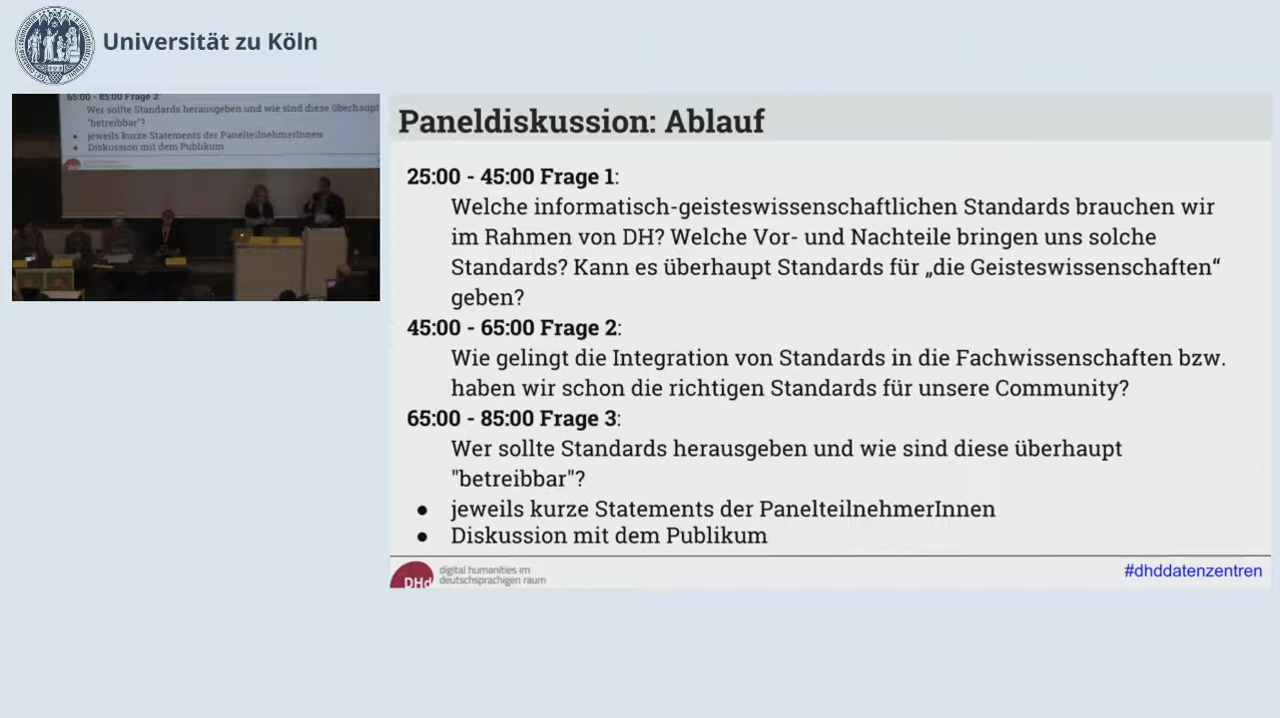 Universität zu Köln
65:00 - 85:00 Frage 3:
Wer sollte Standards herausgeben und wie sind diese überhaupt
"betreibbar"?
● jeweils kurze Statements der PanelteilnehmerInnen
● Diskussion mit dem Publikum
Paneldiskussion: Ablauf
25:00 - 45:00 Frage 1:
Welche informatisch-geisteswissenschaftlichen Standards brauchen wir
im Rahmen von DH? Welche Vor- und Nachteile bringen uns solche
Standards? Kann es überhaupt Standards für „die Geisteswissenschaften“
geben?
45:00 - 65:00 Frage 2:
Wie gelingt die Integration von Standards in die Fachwissenschaften bzw.
haben wir schon die richtigen Standards für unsere Community?
65:00 - 85:00 Frage 3:
Wer sollte Standards herausgeben und wie sind diese überhaupt
"betreibbar"?
● jeweils kurze Statements der PanelteilnehmerInnen
● Diskussion mit dem Publikum
DHd
digital humanities im
deutschsprachigen raum
#dhddatenzentren